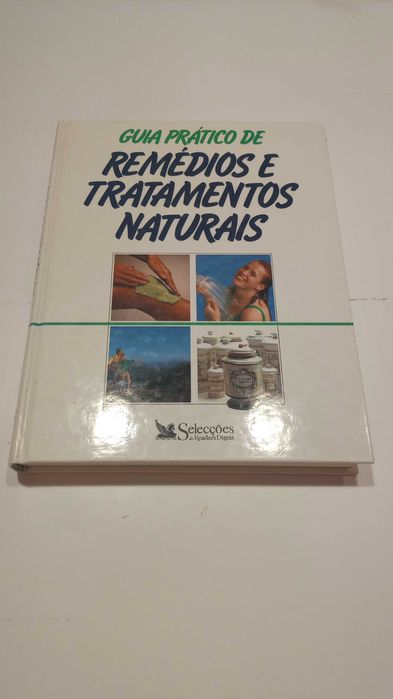 GUIA PRÁTICO DE
REMÉDIOS E
TRATAMENTOS
NATURAIS
Selecções
do Reader's Digest